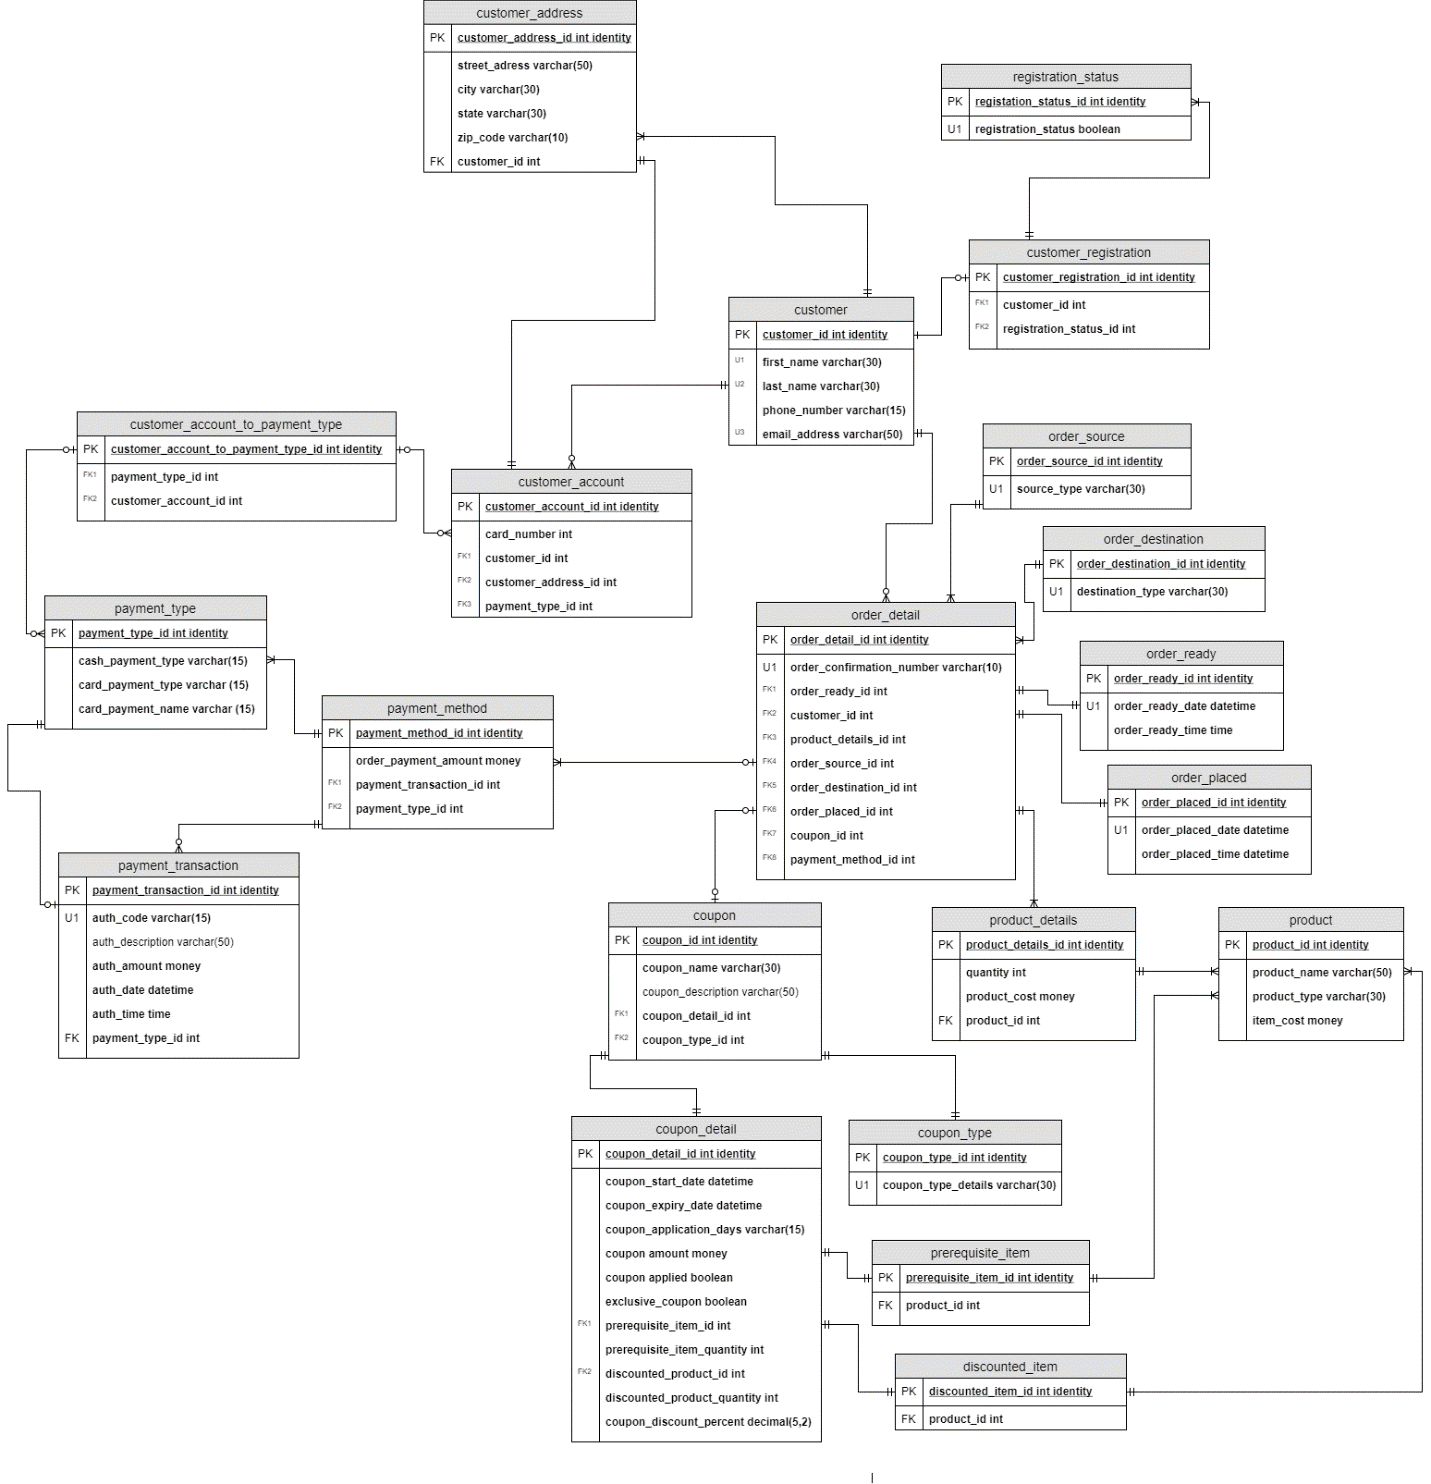 customer_address
PK customer_address_id int identity
street_adress varchar(50)
city varchar(30)
state varchar(30)
zip_code varchar(10)
FK customer_id int
registration_status
PK registation_status_id int identity
U1 registration_status boolean
customer_registration
PK customer_registration_id int identity
FK1 customer_id int
FK2 registration_status_id int
customer
PK customer_id int identity
U1 first_name varchar(30)
U2 last_name varchar(30)
phone_number varchar(15)
U3 email_address varchar(50)
customer_account_to_payment_type
PK customer_account_to_payment_type_id int identity
FK1 payment_type_id int
FK2 customer_account_id int
customer_account
PK customer_account_id int identity
card_number int
FK1 customer_id int
FK2 customer_address_id int
FK3 payment_type_id int
order_source
PK order_source_id int identity
U1 source_type varchar(30)
order_destination
PK order_destination_id int identity
U1 destination_type varchar(30)
payment_type
PK payment_type_id int identity
cash_payment_type varchar(15)
card_payment_type varchar (15)
card_payment_name varchar (15)
order_detail
PK order_detail_id int identity
U1 order_confirmation_number varchar(10)
FK1 order_ready_id int
FK2 customer_id int
FK3 product_details_id int
FK4 order_source_id int
FK5 order_destination_id int
FK6 order_placed_id int
FK7 coupon_id int
FK8 payment_method_id int
order_ready
PK order_ready_id int identity
U1 order_ready_date datetime
order_ready_time time
payment_method
PK payment_method_id int identity
order_payment_amount money
FK1 payment_transaction_id int
FK2 payment_type_id int
order_placed
PK order_placed_id int identity
U1 order_placed_date datetime
order_placed_time datetime
payment_transaction
PK payment_transaction_id int identity
U1 auth_code varchar(15)
auth_description varchar(50)
auth_amount money
auth_date datetime
auth_time time
FK payment_type_id int
coupon
PK coupon_id int identity
coupon_name varchar(30)
coupon_description varchar(50)
FK1 coupon_detail_id int
FK2 coupon_type_id int
product_details
PK product_details_id int identity
quantity int
product_cost money
FK product_id int
product
PK product_id int identity
product_name varchar(50)
product_type varchar(30)
item_cost money
coupon_detail
PK coupon_detail_id int identity
coupon_start_date datetime
coupon_expiry_date datetime
coupon_application_days varchar(15)
coupon amount money
coupon applied boolean
exclusive_coupon boolean
FK1 prerequisite_item_id int
prerequisite_item_quantity int
FK2 discounted_product_id int
discounted_product_quantity int
coupon_discount_percent decimal(5,2)
coupon_type
PK coupon_type_id int identity
U1 coupon_type_details varchar(30)
prerequisite_item
PK prerequisite_item_id int identity
FK product_id int
discounted_item
PK discounted_item_id int identity
FK product_id int